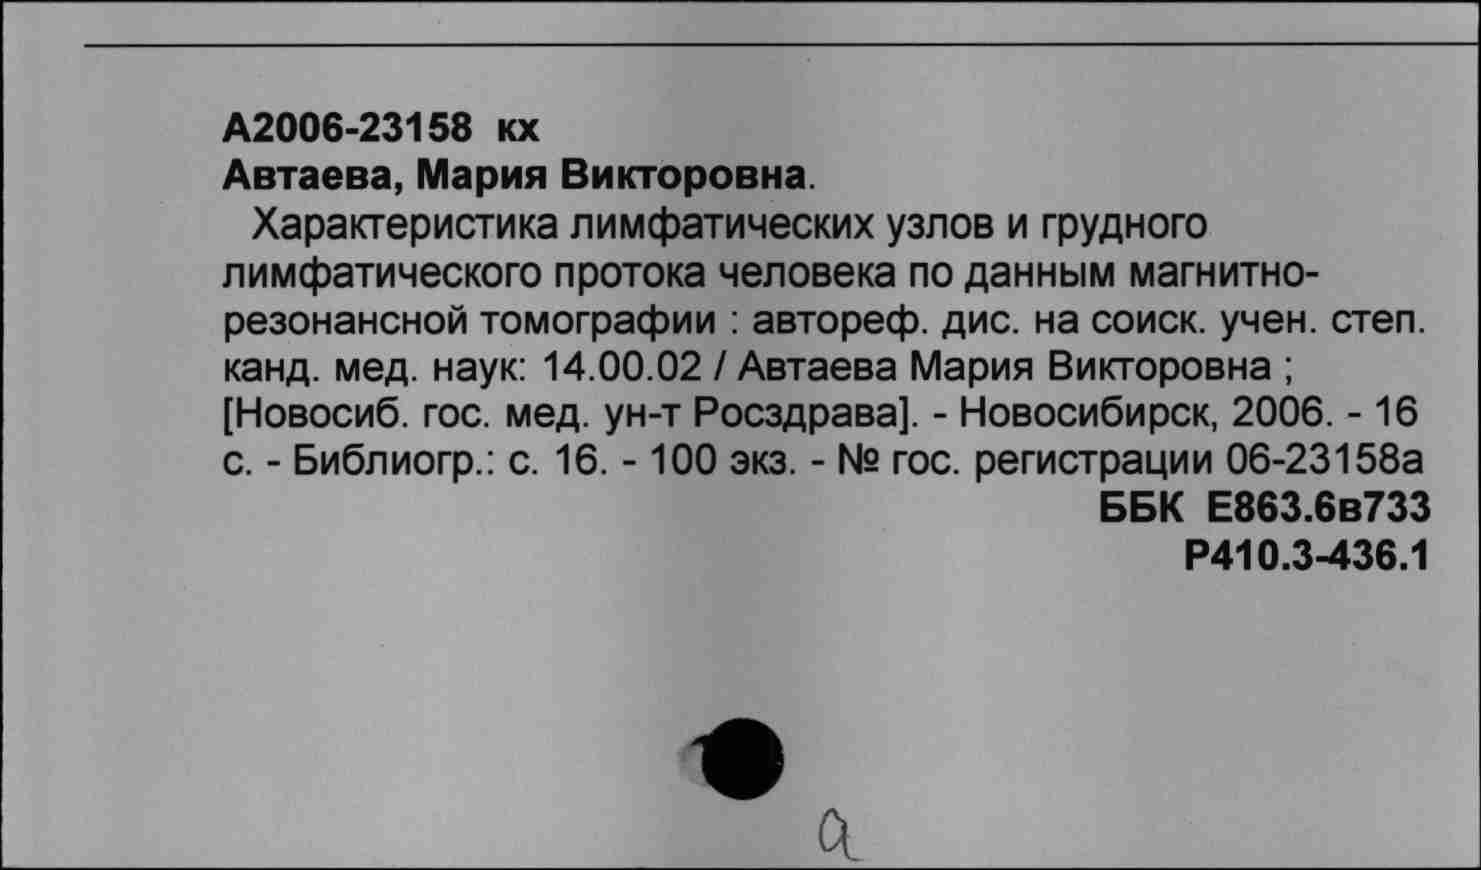 А2006-23158 кх
Автаева, Мария Викторовна.
Характеристика лимфатических узлов и грудного
лимфатического протока человека по данным магнитно-
резонансной томографии : автореф. дис. на соиск. учен. степ.
канд. мед. наук: 14.00.02 / Автаева Мария Викторовна ;
[Новосиб. гос. мед. ун-т Росздрава]. - Новосибирск, 2006. - 16
с. - Библиогр.: с. 16. - 100 экз. - № гос. регистрации 06-23158а
ББК Е863.6в733
Р410.3-436.1
а